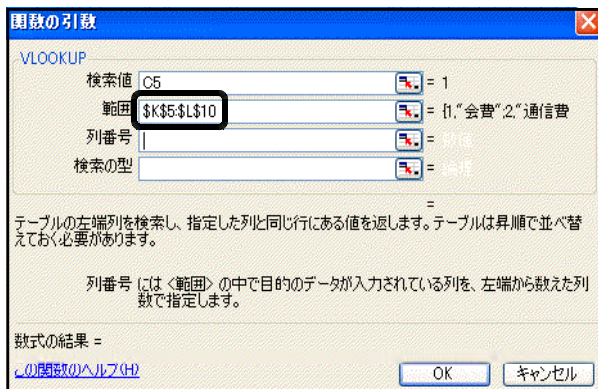 関数の引数
VLOOKUP
検索値 C5 = 1
範囲 $K$5:$L$10 = {1,"会費";2,"通信費
列番号 = 数値
検索の型 = 論理
=
テーブルの左端列を検索し、指定した列と同じ行にある値を返します。テーブルは昇順で並べ替
えておく必要があります。
列番号 には 〈範囲〉 の中で目的のデータが入力されている列を、左端から数えた列
数で指定します。
数式の結果 =
この関数のヘルプ(H)
OK キャンセル